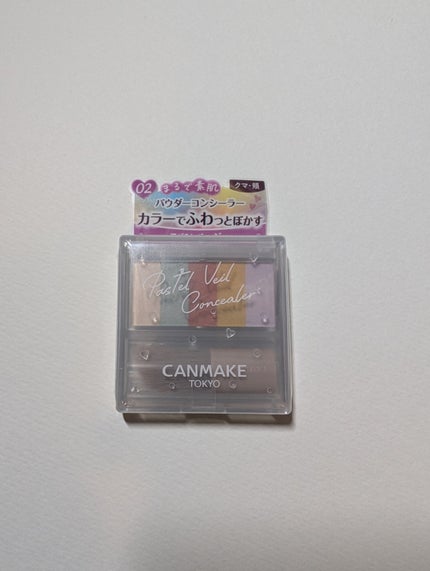 02 まるで素肌
クマ・頬
パウダーコンシーラー
カラーでふわっとぼかす
Pastel Veil
Concealer
CANMAKE
TOKYO